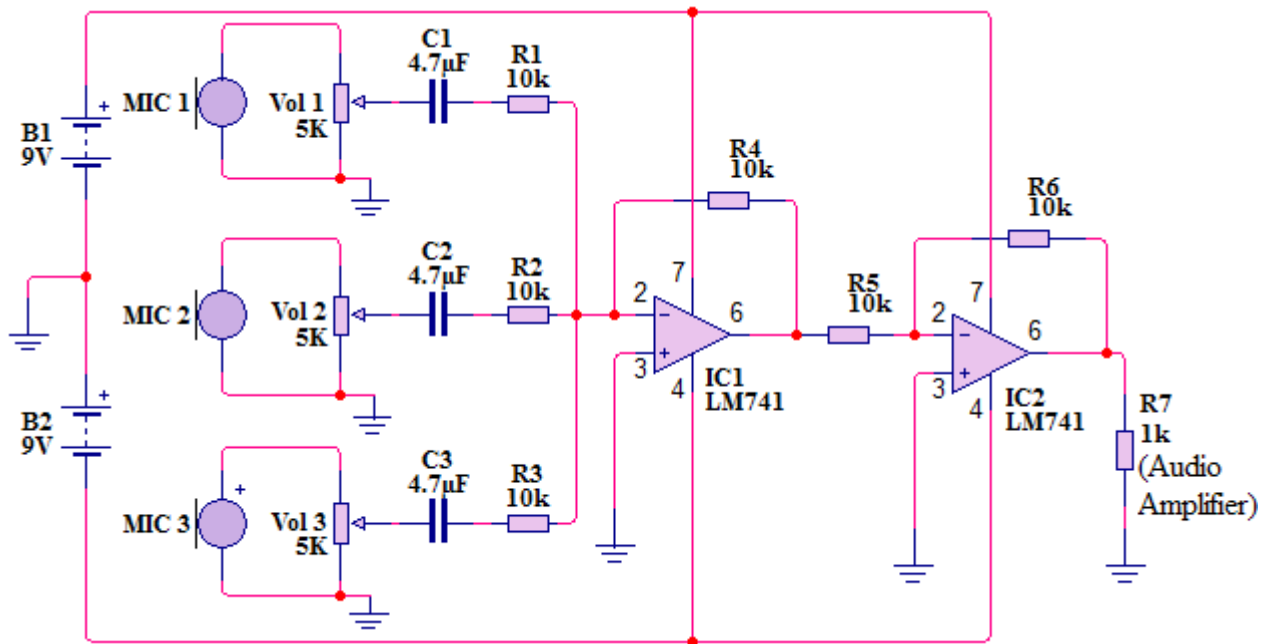 B1
9V
+
MIC 1
Vol 1
5K
C1
4.7µF
R1
10k
MIC 2
Vol 2
5K
C2
4.7µF
R2
10k
B2
9V
+
MIC 3
+
Vol 3
5K
C3
4.7µF
R3
10k
R4
10k
2
−
3
+
7
4
6
IC1
LM741
R5
10k
R6
10k
2
−
3
+
7
4
6
IC2
LM741
R7
1k
(Audio
Amplifier)